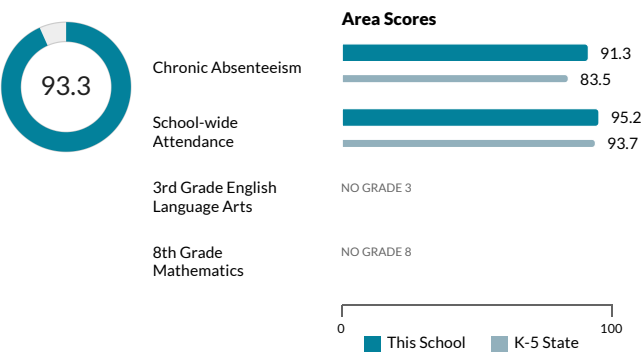 Area Scores
93.3
Chronic Absenteeism
91.3
83.5
School-wide
Attendance
95.2
93.7
3rd Grade English
Language Arts
NO GRADE 3
8th Grade
Mathematics
NO GRADE 8
0
100
This School
K-5 State